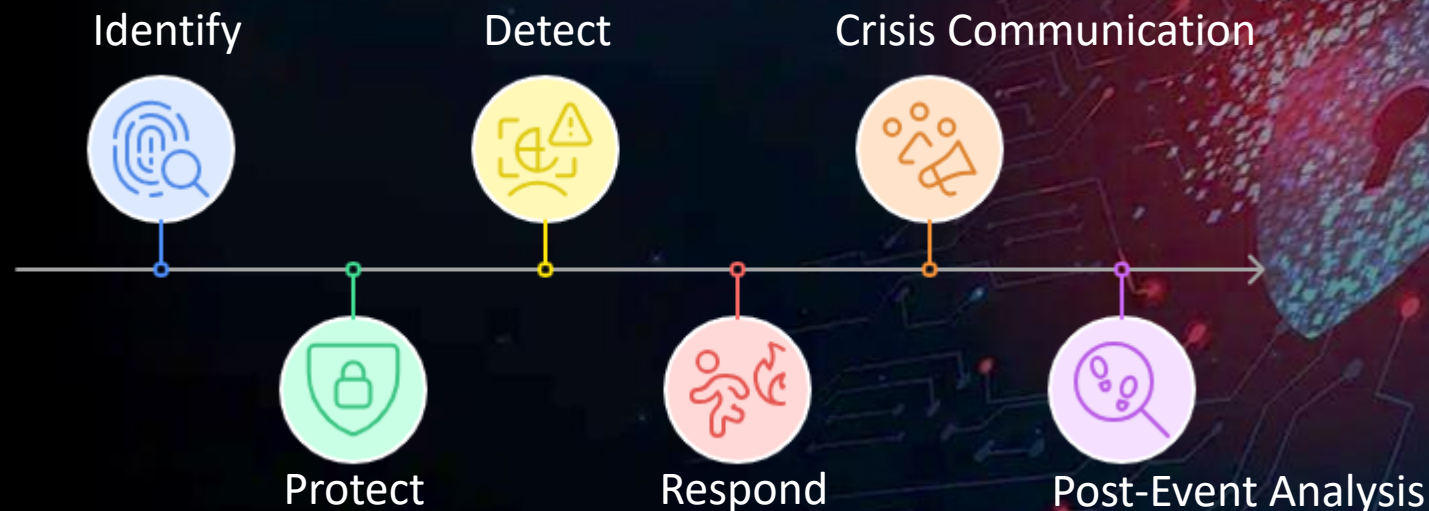 Identify
Detect
Crisis Communication
Protect
Respond
Post-Event Analysis